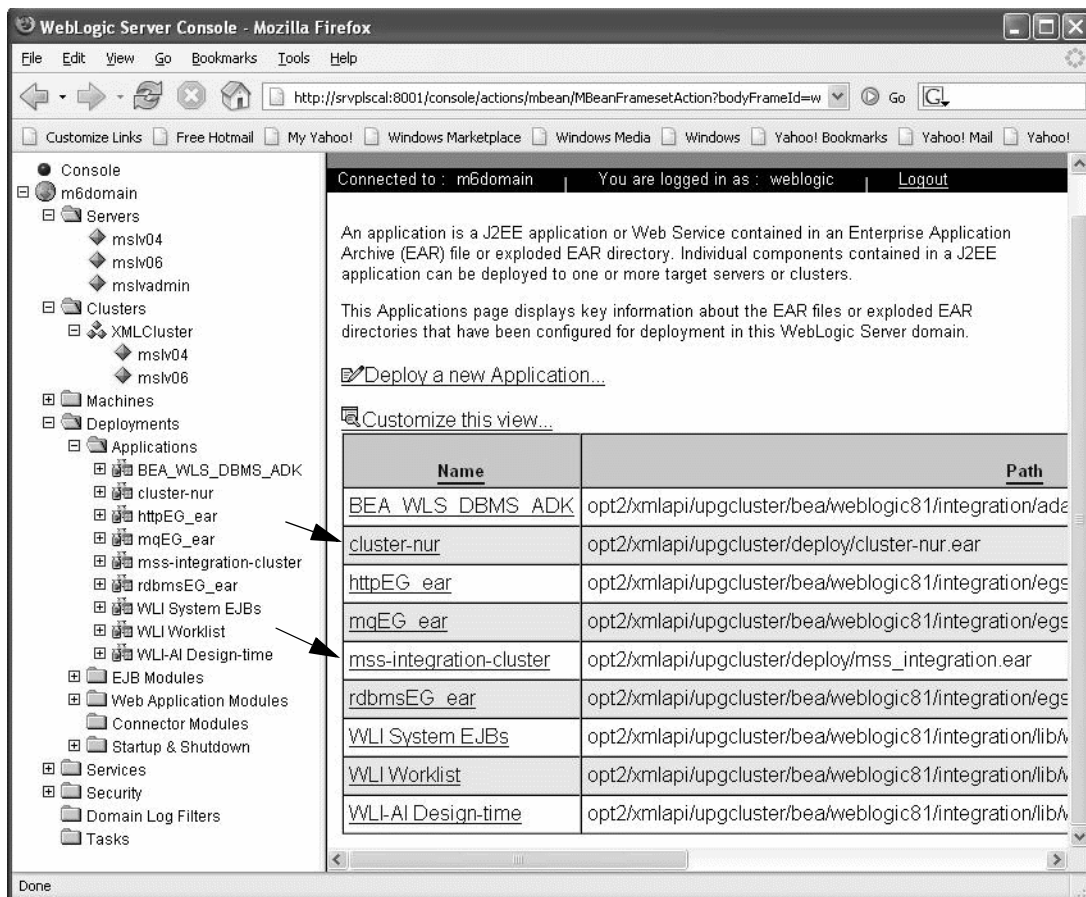 WebLogic Server Console - Mozilla Firefox
File Edit View Go Bookmarks Tools Help
http://srvplscal:8001/console/actions/mbean/MBeanFramesetAction?bodyFrameId=w Go G
Customize Links Free Hotmail My Yahoo! Windows Marketplace Windows Media Windows Yahoo! Bookmarks Yahoo! Mail Yahoo!
Console
m6domain
Servers
mslv04
mslv06
mslvadmin
Clusters
XMLCluster
mslv04
mslv06
Machines
Deployments
Applications
BEA_WLS_DBMS_ADK
cluster-nur
httpEG_ear
mqEG_ear
mss-integration-cluster
rdbmsEG_ear
WLI System EJBs
WLI Worklist
WLI-AI Design-time
EJB Modules
Web Application Modules
Connector Modules
Startup & Shutdown
Services
Security
Domain Log Filters
Tasks
Connected to : m6domain You are logged in as : weblogic Logout
An application is a J2EE application or Web Service contained in an Enterprise Application
Archive (EAR) file or exploded EAR directory. Individual components contained in a J2EE
application can be deployed to one or more target servers or clusters.
This Applications page displays key information about the EAR files or exploded EAR
directories that have been configured for deployment in this WebLogic Server domain.
Deploy a new Application...
Customize this view...
Name Path
BEA_WLS_DBMS_ADK opt2/xmlapi/upgcluster/bea/weblogic81/integration/ada
cluster-nur opt2/xmlapi/upgcluster/deploy/cluster-nur.ear
httpEG_ear opt2/xmlapi/upgcluster/bea/weblogic81/integration/egs
mqEG_ear opt2/xmlapi/upgcluster/bea/weblogic81/integration/egs
mss-integration-cluster opt2/xmlapi/upgcluster/deploy/mss_integration.ear
rdbmsEG_ear opt2/xmlapi/upgcluster/bea/weblogic81/integration/egs
WLI System EJBs opt2/xmlapi/upgcluster/bea/weblogic81/integration/lib/
WLI Worklist opt2/xmlapi/upgcluster/bea/weblogic81/integration/lib/
WLI-AI Design-time opt2/xmlapi/upgcluster/bea/weblogic81/integration/lib/
Done